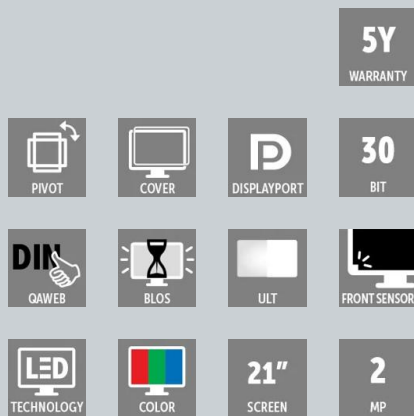 5Y
WARRANTY
PIVOT
COVER
DISPLAYPORT
30
BIT
DIN
QAWEB
BLOS
ULT
FRONT SENSOR
LED
TECHNOLOGY
COLOR
21"
SCREEN
2
MP